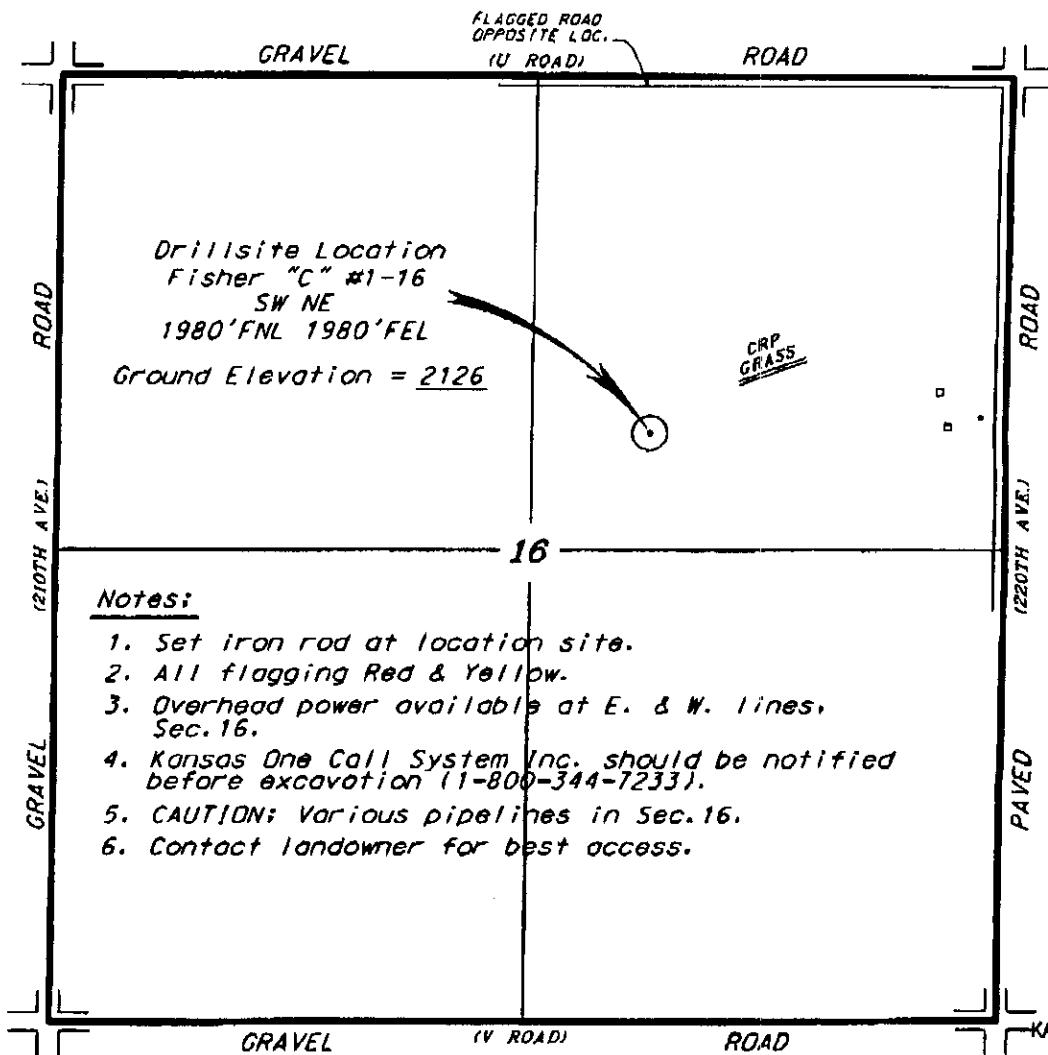 FLAGGED ROAD
OPPOSITE LOC.
GRAVEL (U ROAD) ROAD
Drillsite Location
Fisher "C" #1-16
SW NE
1980'FNL 1980'FEL
Ground Elevation = 2126
CRP
GRASS
ROAD
(210TH AVE.)
GRAVEL
ROAD
(220TH AVE.)
PAVED
16
Notes:
1. Set iron rod at location site.
2. All flagging Red & Yellow.
3. Overhead power available at E. & W. lines,
Sec. 16.
4. Kansas One Call System Inc. should be notified
before excavation (1-800-344-7233).
5. CAUTION: Various pipelines in Sec. 16.
6. Contact landowner for best access.
GRAVEL (V ROAD) ROAD